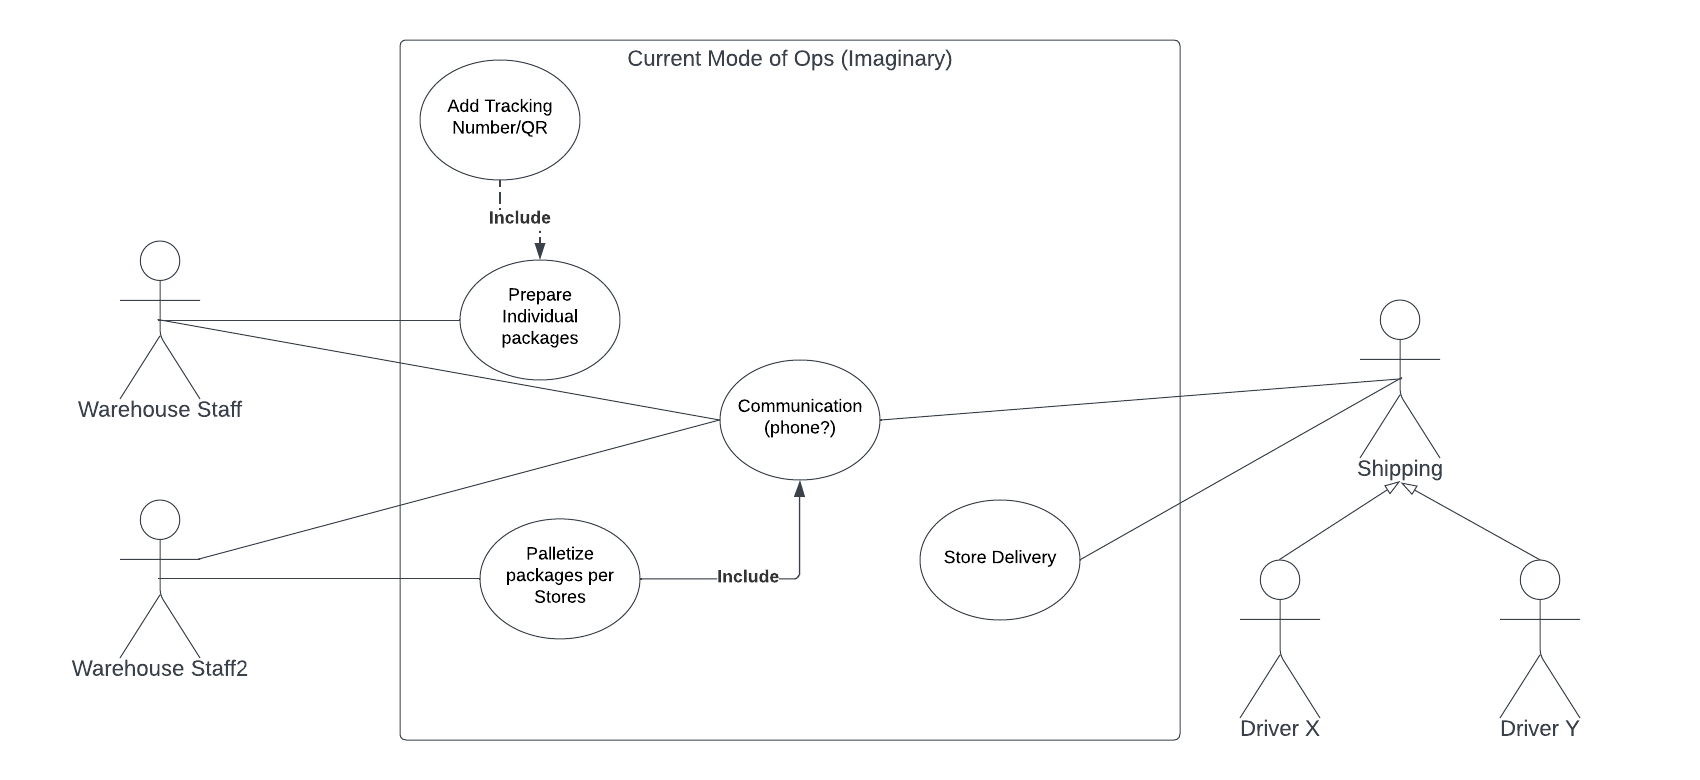 Current Mode of Ops (Imaginary)
Add Tracking
Number/QR
Include
Prepare
Individual
packages
Warehouse Staff
Communication
(phone?)
Shipping
Palletize
packages per
Stores
Include
Store Delivery
Warehouse Staff2
Driver X
Driver Y